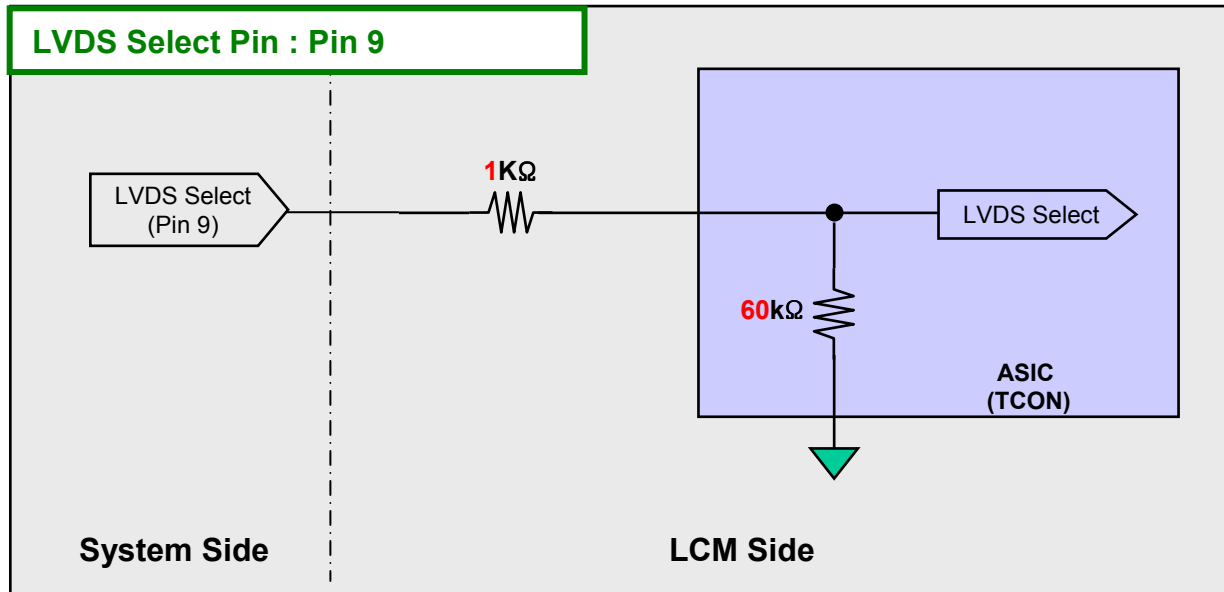 LVDS Select Pin : Pin 9
1KΩ
LVDS Select
(Pin 9)
LVDS Select
60kΩ
ASIC
(TCON)
System Side
LCM Side